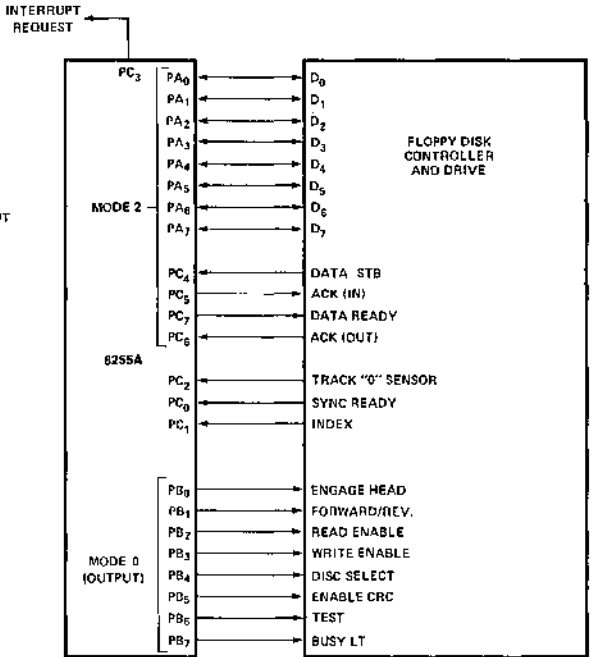 INTERRUPT
REQUEST
PC3
PA0 D0
PA1 D1
PA2 D2
PA3 D3
PA4 D4
PA5 D5
PA6 D6
PA7 D7
MODE 2
FLOPPY DISK
CONTROLLER
AND DRIVE
PC4 DATA STB
PC5 ACK (IN)
PC7 DATA READY
PC6 ACK (OUT)
8255A
PC2 TRACK "0" SENSOR
PC0 SYNC READY
PC1 INDEX
PB0 ENGAGE HEAD
PB1 FORWARD/REV.
PB2 READ ENABLE
PB3 WRITE ENABLE
PB4 DISC SELECT
PB5 ENABLE CRC
PB6 TEST
PB7 BUSY LT
MODE 0
(OUTPUT)